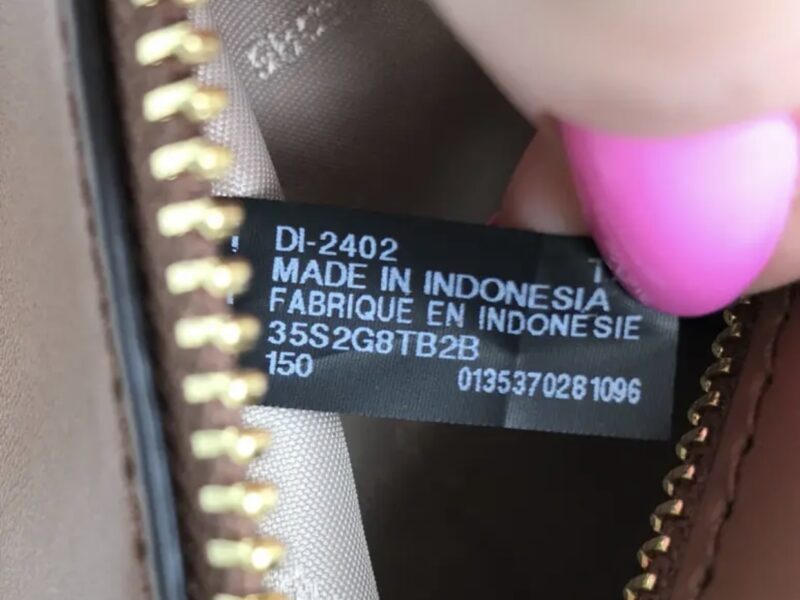 DI-2402
MADE IN INDONESIA
FABRIQUE EN INDONESIE
35S2G8TB2B
150 0135370281096